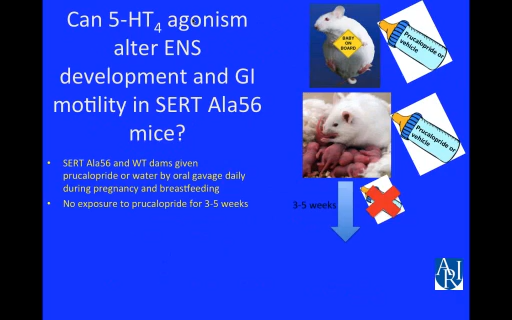 Can 5-HT₄ agonism
alter ENS
development and GI
motility in SERT Ala56
mice?
• SERT Ala56 and WT dams given
prucalopride or water by oral gavage daily
during pregnancy and breastfeeding
• No exposure to prucalopride for 3-5 weeks
BABY
ON
BOARD
Prucalopride or
vehicle
Prucalopride or
vehicle
3-5 weeks